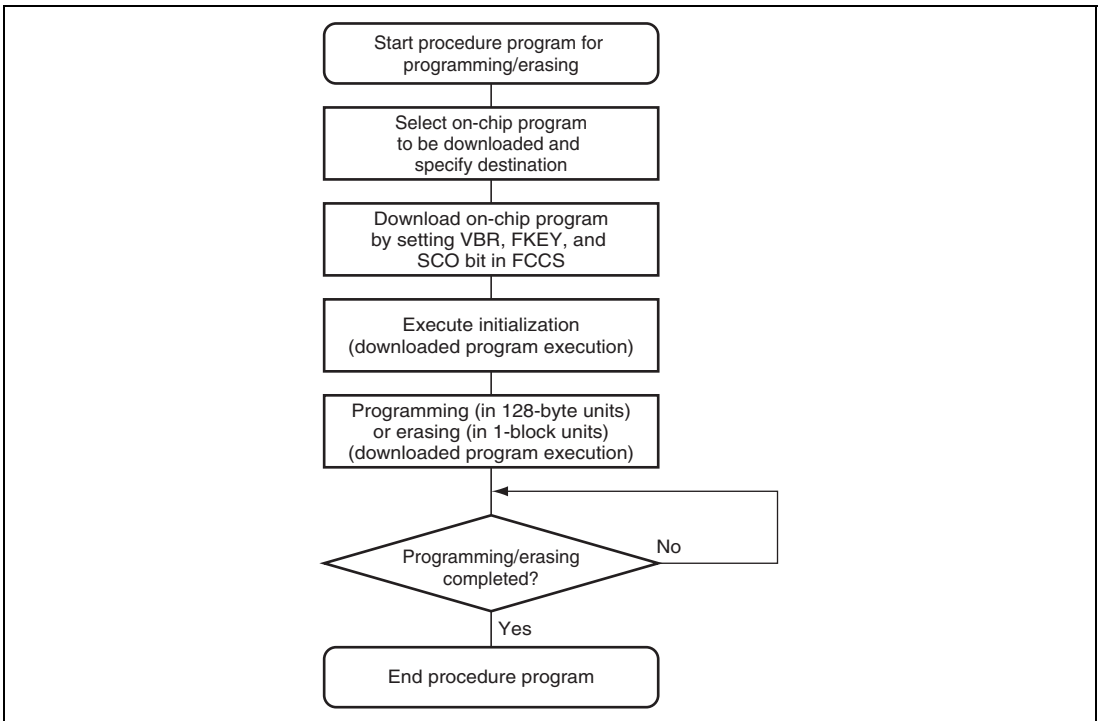 Start procedure program for
programming/erasing
Select on-chip program
to be downloaded and
specify destination
Download on-chip program
by setting VBR, FKEY, and
SCO bit in FCCS
Execute initialization
(downloaded program execution)
Programming (in 128-byte units)
or erasing (in 1-block units)
(downloaded program execution)
Programming/erasing
completed?
No
Yes
End procedure program